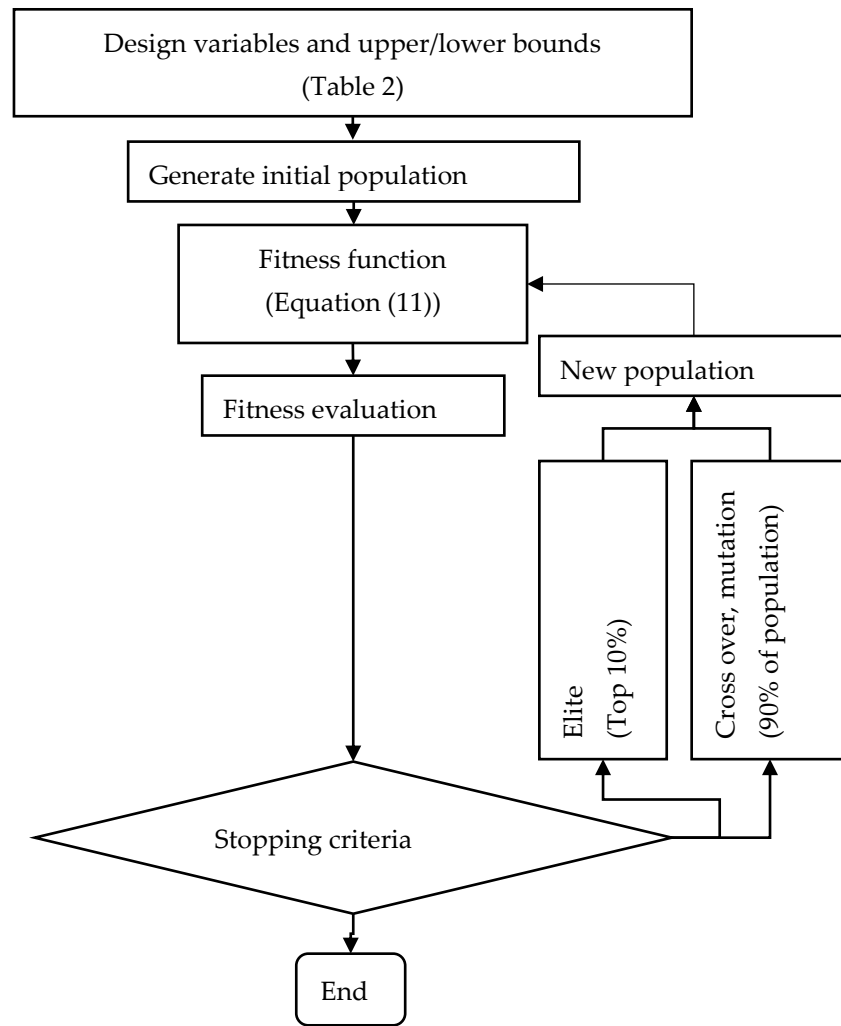 Design variables and upper/lower bounds
(Table 2)
Generate initial population
Fitness function
(Equation (11))
New population
Fitness evaluation
Elite
(Top 10%)
Cross over, mutation
(90% of population)
Stopping criteria
End